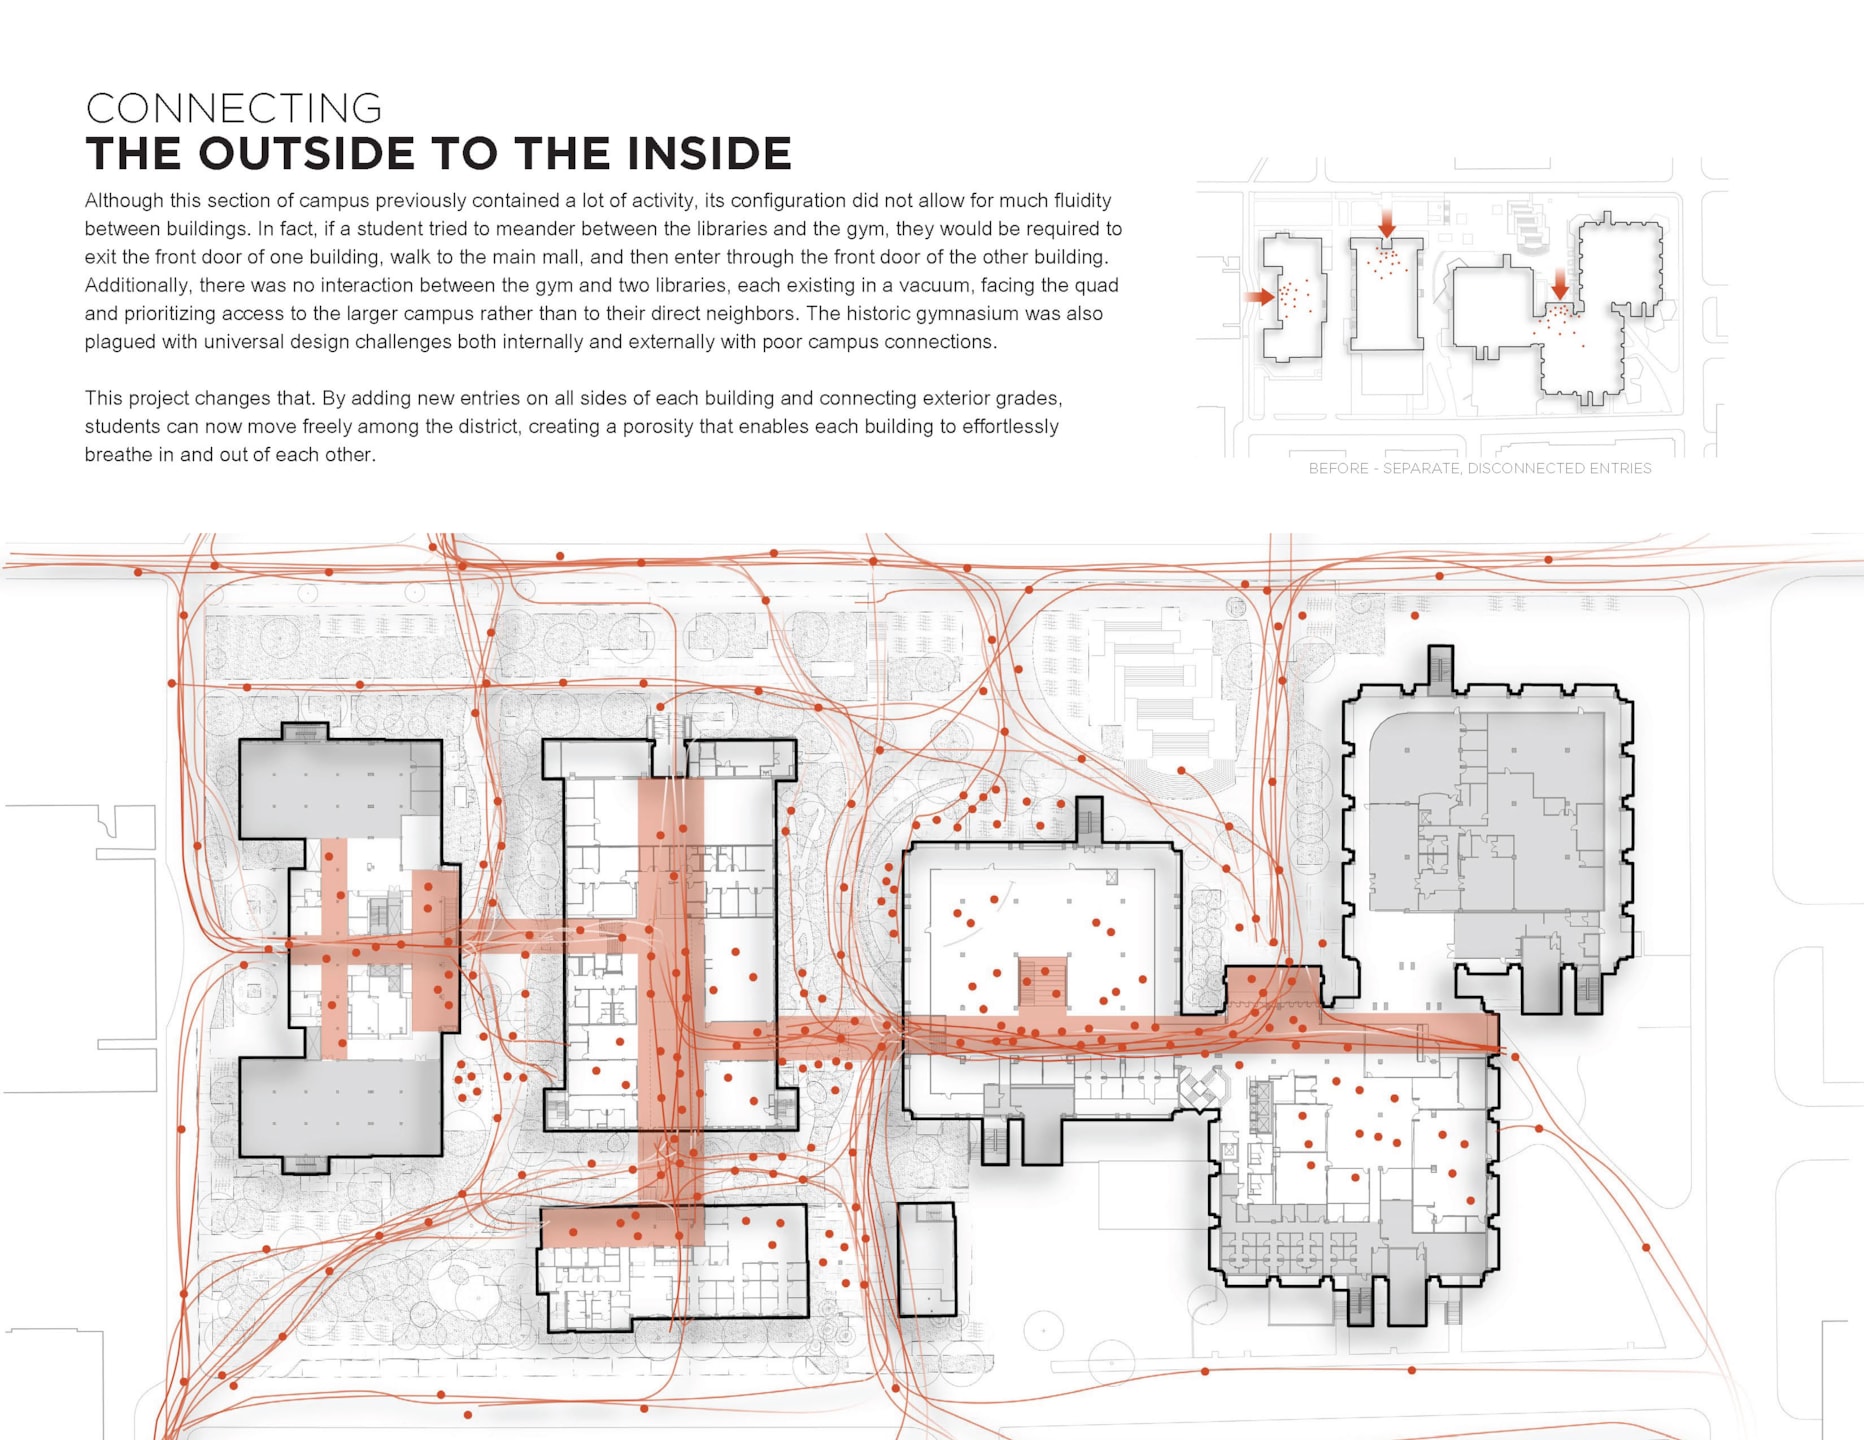 CONNECTING
THE OUTSIDE TO THE INSIDE
Although this section of campus previously contained a lot of activity, its configuration did not allow for much fluidity
between buildings. In fact, if a student tried to meander between the libraries and the gym, they would be required to
exit the front door of one building, walk to the main mall, and then enter through the front door of the other building.
Additionally, there was no interaction between the gym and two libraries, each existing in a vacuum, facing the quad
and prioritizing access to the larger campus rather than to their direct neighbors. The historic gymnasium was also
plagued with universal design challenges both internally and externally with poor campus connections.
This project changes that. By adding new entries on all sides of each building and connecting exterior grades,
students can now move freely among the district, creating a porosity that enables each building to effortlessly
breathe in and out of each other.
BEFORE - SEPARATE, DISCONNECTED ENTRIES